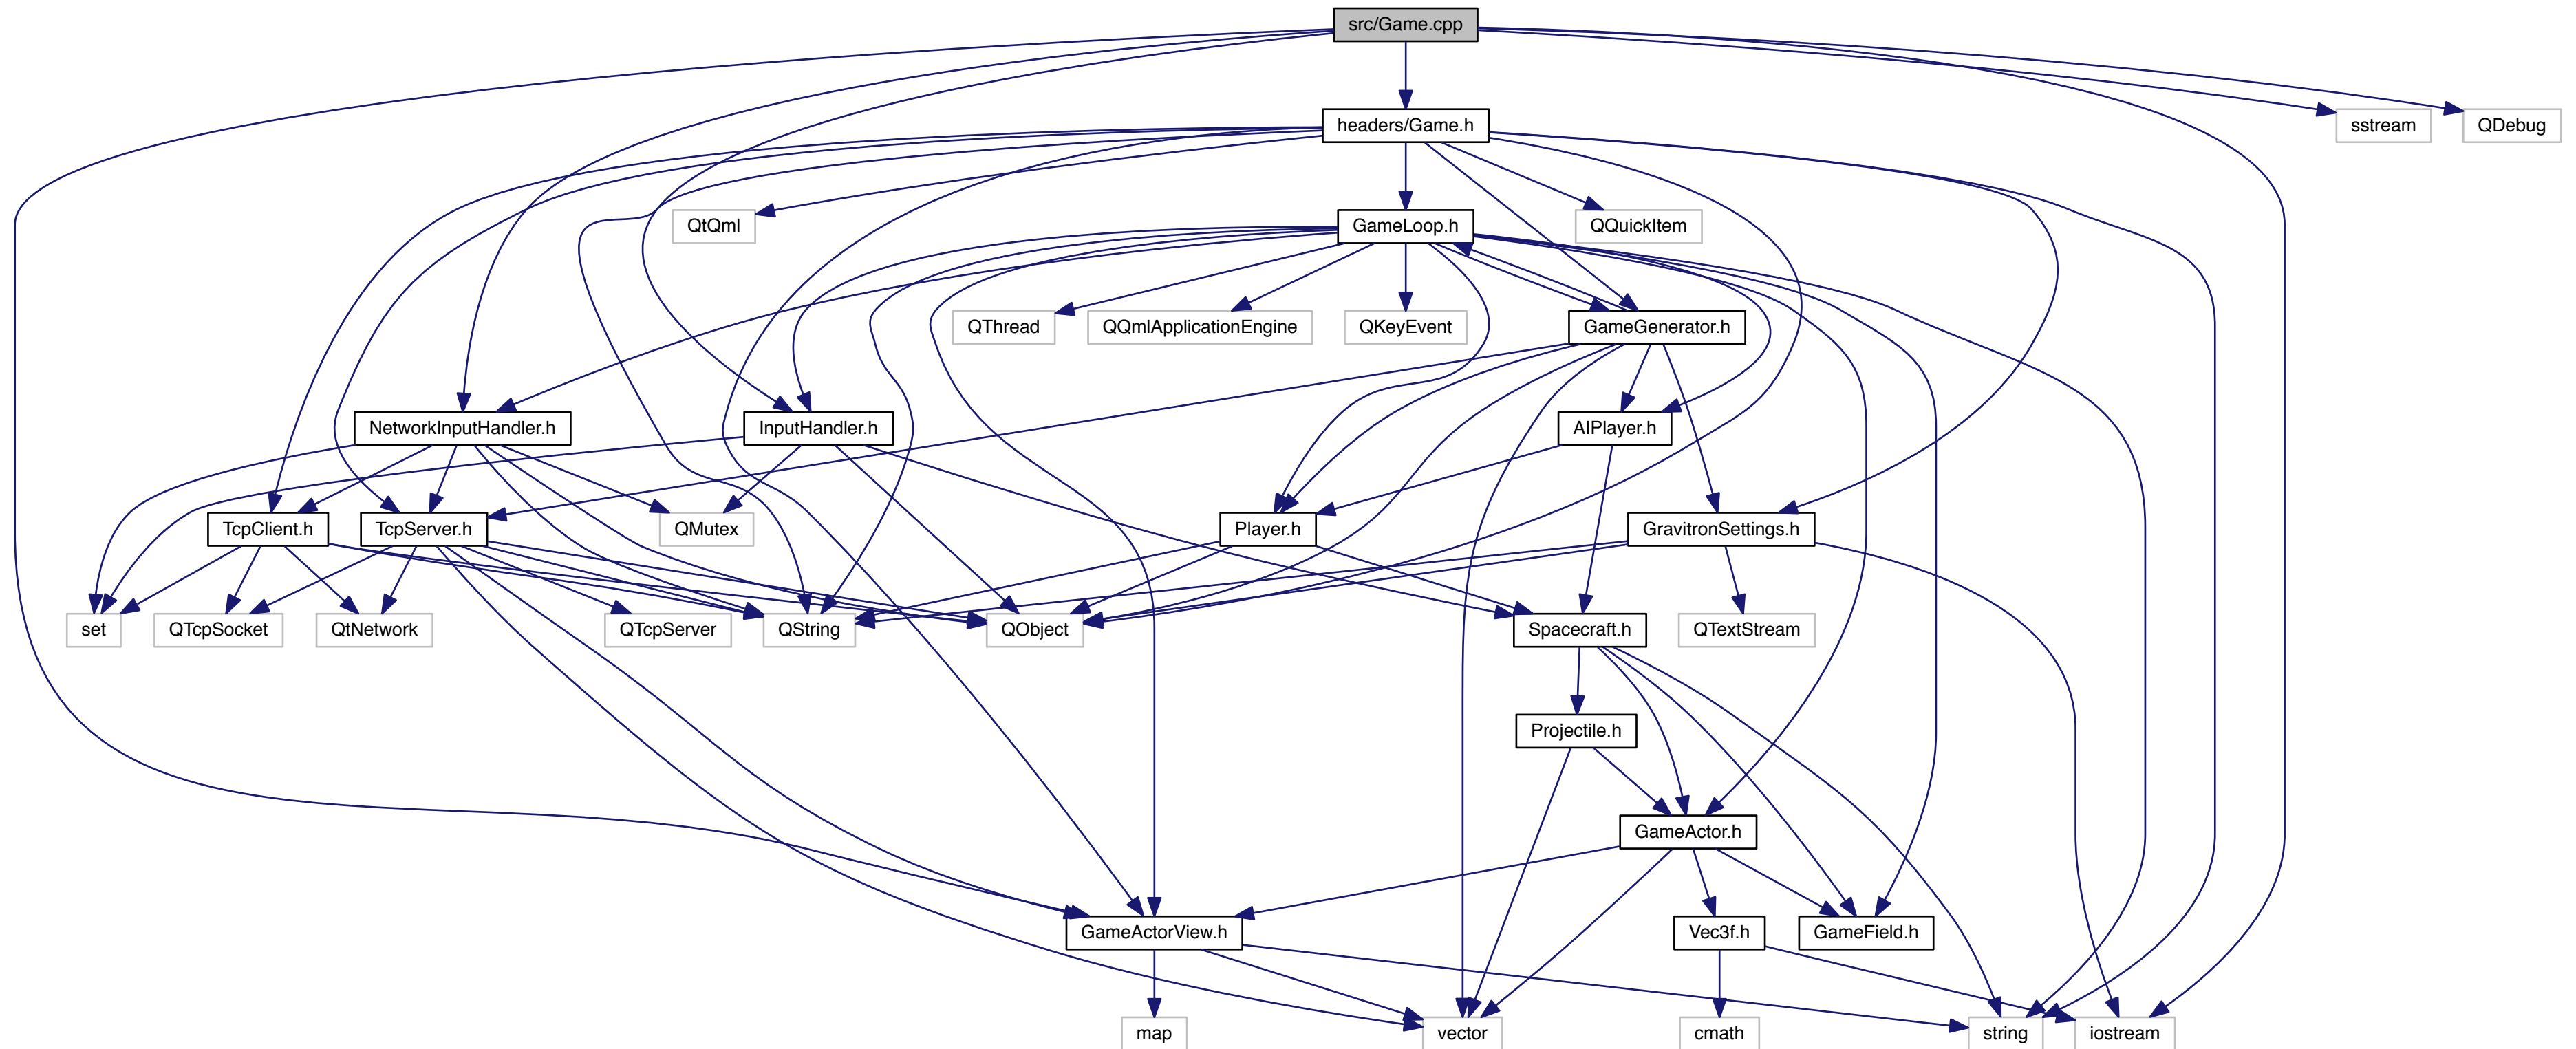 src/Game.cpp
headers/Game.h
sstream
QDebug
QtQml
GameLoop.h
QQuickItem
QThread
QQmlApplicationEngine
QKeyEvent
GameGenerator.h
NetworkInputHandler.h
InputHandler.h
AIPlayer.h
TcpClient.h
TcpServer.h
QMutex
Player.h
GravitronSettings.h
set
QTcpSocket
QtNetwork
QTcpServer
QString
QObject
Spacecraft.h
QTextStream
Projectile.h
GameActor.h
GameActorView.h
Vec3f.h
GameField.h
map
vector
cmath
string
iostream